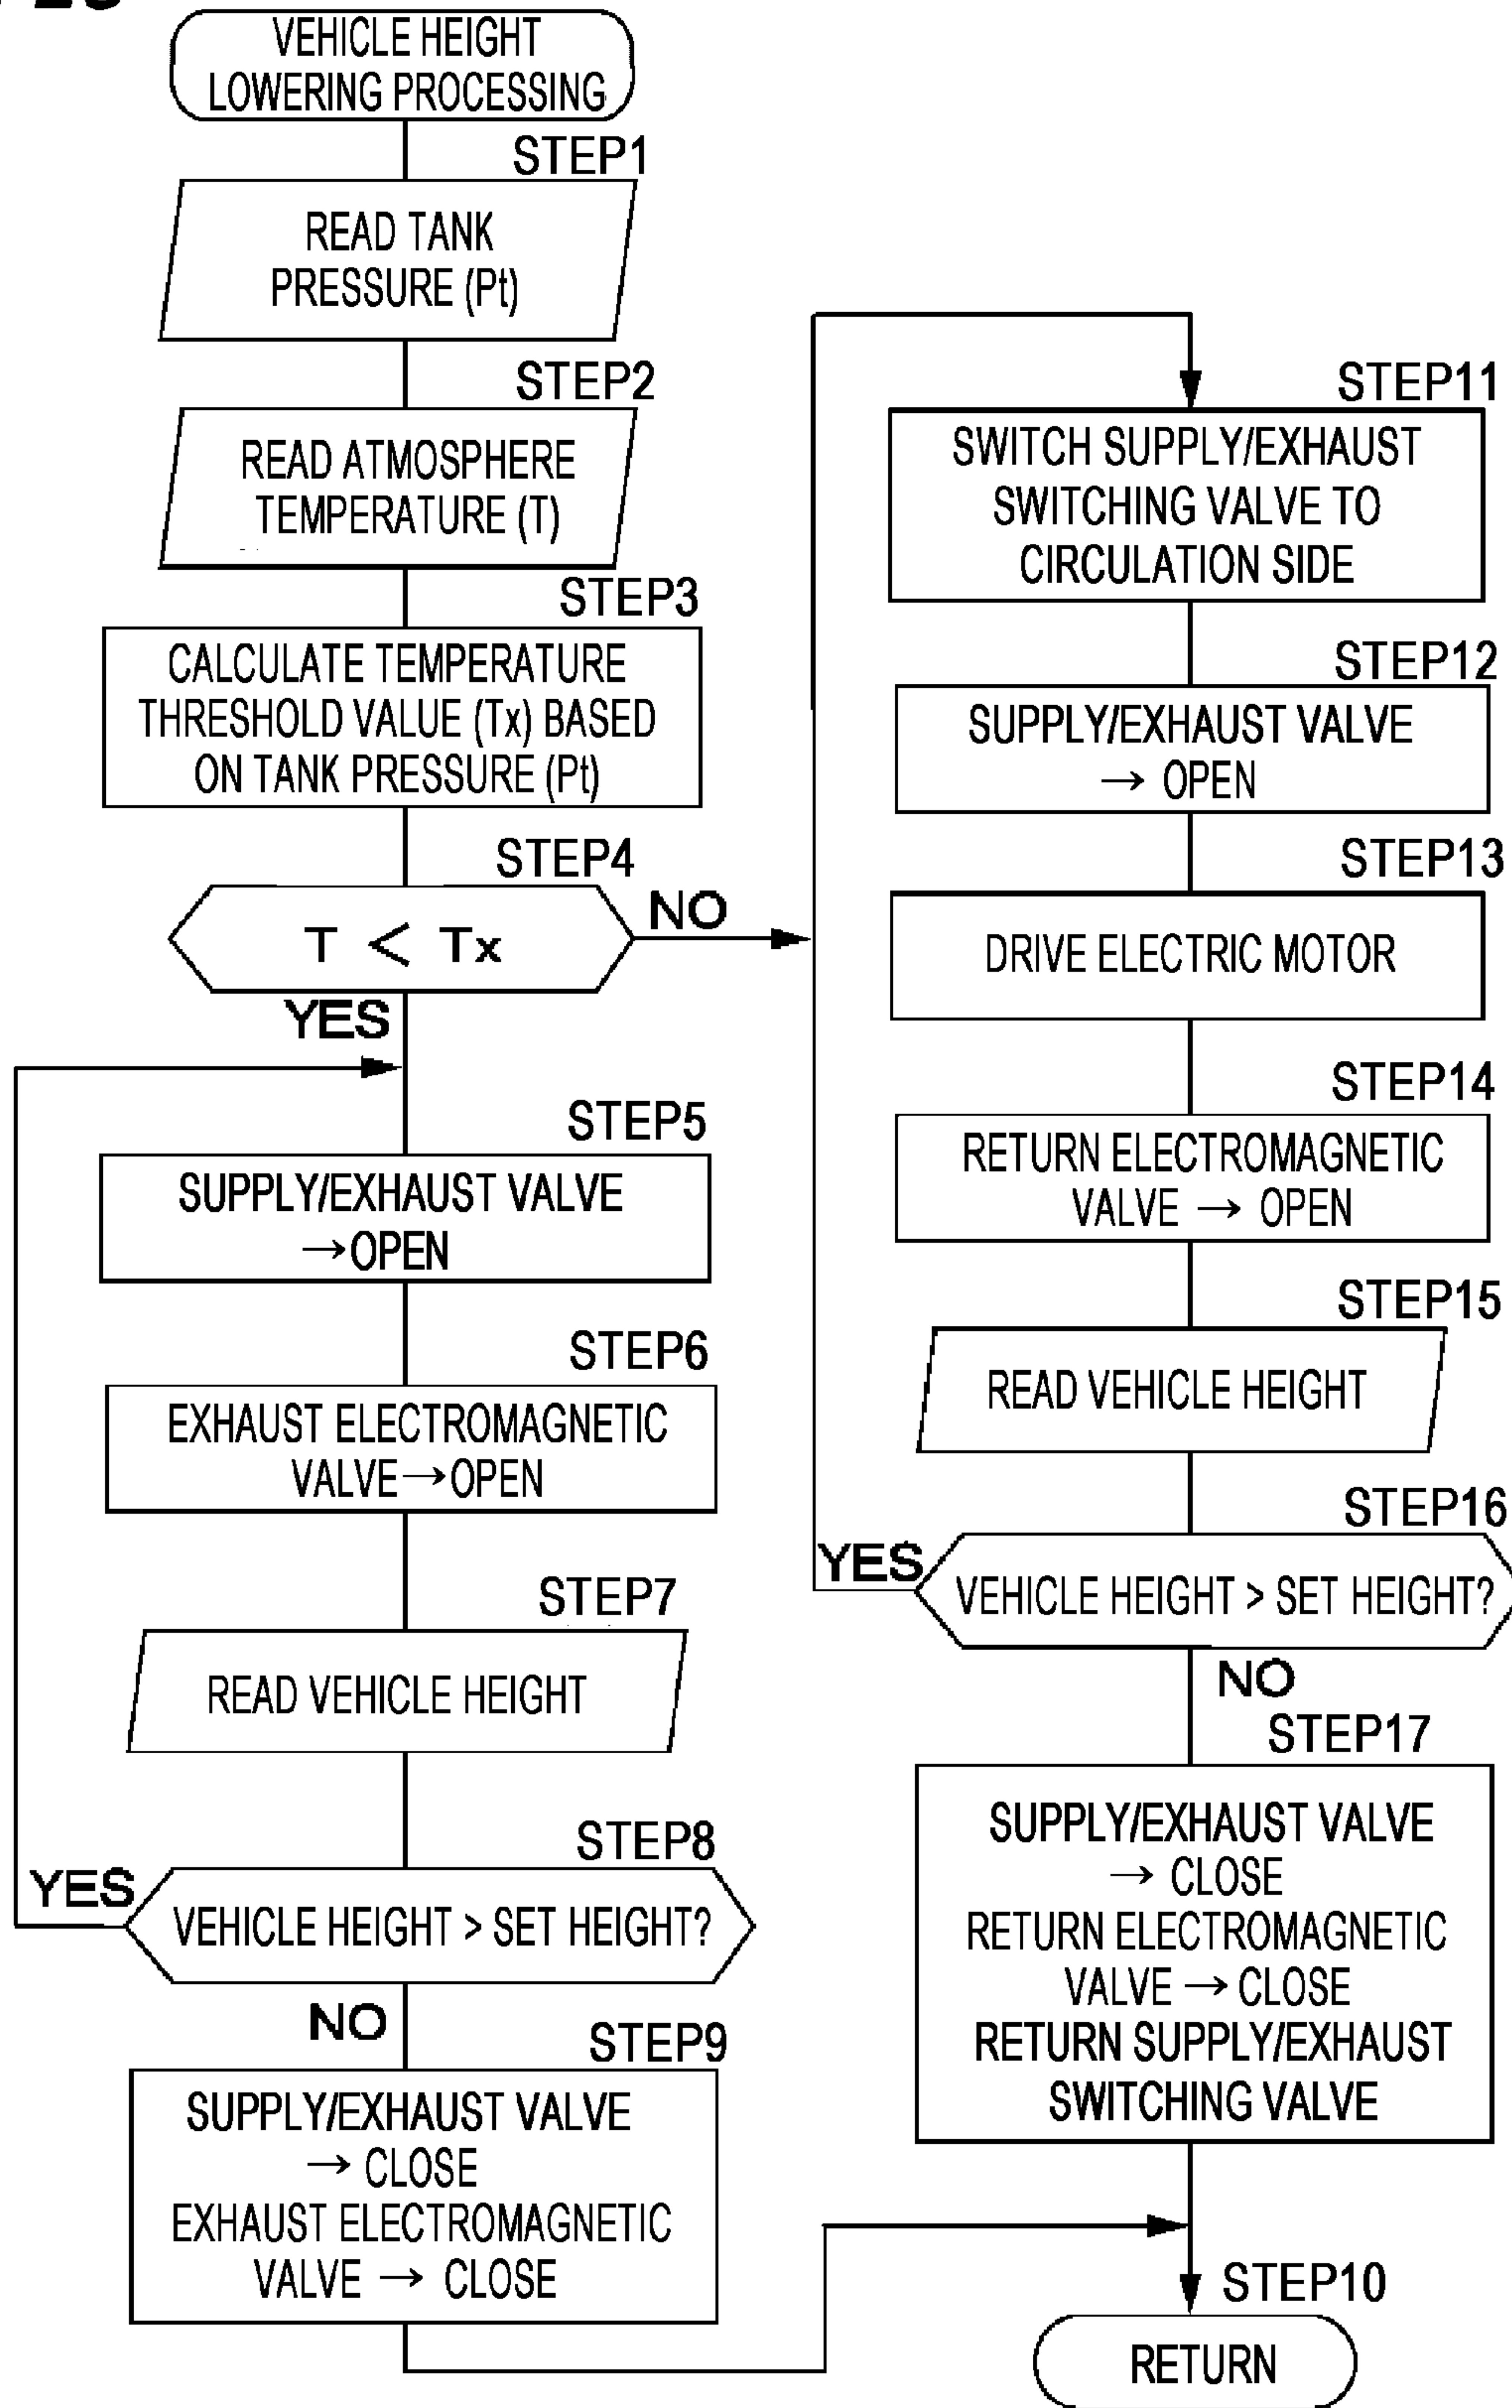 VEHICLE HEIGHT
LOWERING PROCESSING
STEP1
READ TANK
PRESSURE (Pt)
STEP2
READ ATMOSPHERE
TEMPERATURE (T)
STEP3
CALCULATE TEMPERATURE
THRESHOLD VALUE (Tx) BASED
ON TANK PRESSURE (Pt)
STEP4
T < Tx
NO
YES
STEP5
SUPPLY/EXHAUST VALVE
→OPEN
STEP6
EXHAUST ELECTROMAGNETIC
VALVE→OPEN
STEP7
READ VEHICLE HEIGHT
STEP8
YES
VEHICLE HEIGHT > SET HEIGHT?
NO
STEP9
SUPPLY/EXHAUST VALVE
→ CLOSE
EXHAUST ELECTROMAGNETIC
VALVE → CLOSE
STEP11
SWITCH SUPPLY/EXHAUST
SWITCHING VALVE TO
CIRCULATION SIDE
STEP12
SUPPLY/EXHAUST VALVE
→ OPEN
STEP13
DRIVE ELECTRIC MOTOR
STEP14
RETURN ELECTROMAGNETIC
VALVE → OPEN
STEP15
READ VEHICLE HEIGHT
STEP16
YES
VEHICLE HEIGHT > SET HEIGHT?
NO
STEP17
SUPPLY/EXHAUST VALVE
→ CLOSE
RETURN ELECTROMAGNETIC
VALVE → CLOSE
RETURN SUPPLY/EXHAUST
SWITCHING VALVE
STEP10
RETURN